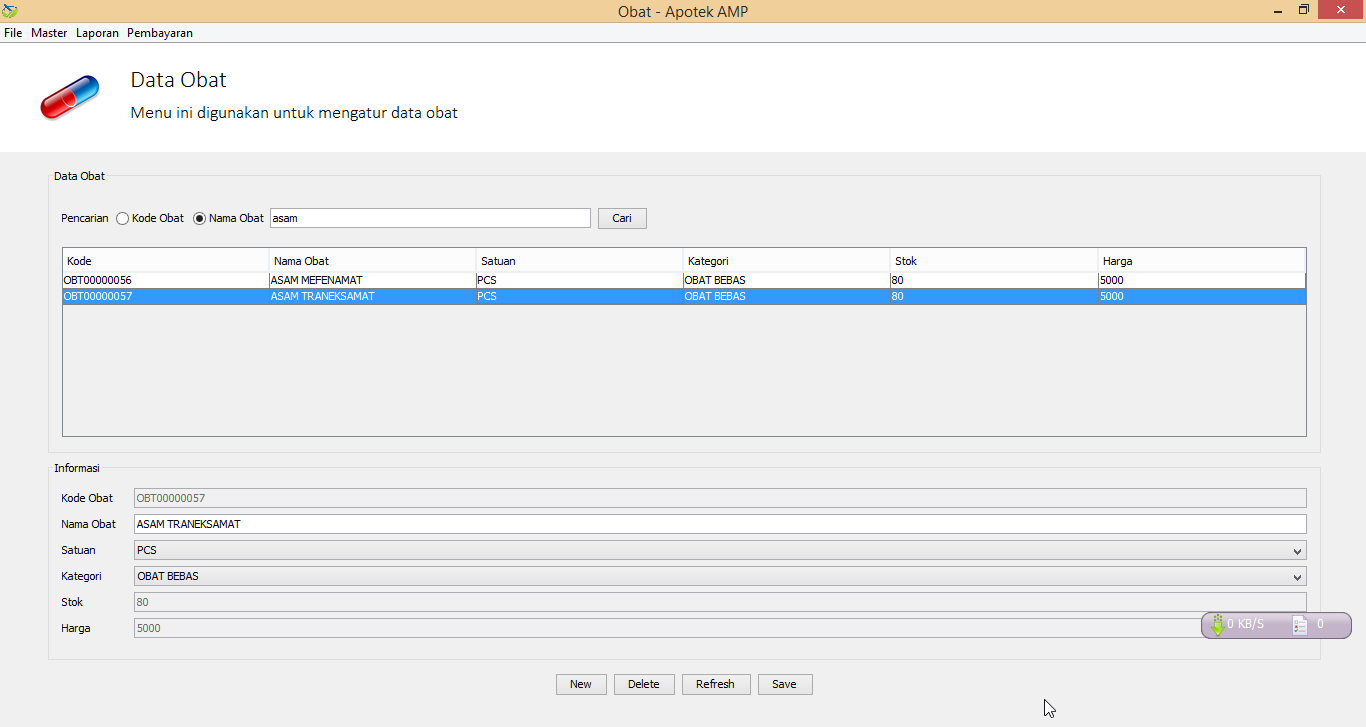 Obat - Apotek AMP
File Master Laporan Pembayaran
Data Obat
Menu ini digunakan untuk mengatur data obat
Data Obat
Pencarian Kode Obat Nama Obat asam Cari
Kode Nama Obat Satuan Kategori Stok Harga
OBT00000056 ASAM MEFENAMAT PCS OBAT BEBAS 80 5000
OBT00000057 ASAM TRANEKSAMAT PCS OBAT BEBAS 80 5000
Informasi
Kode Obat OBT00000057
Nama Obat ASAM TRANEKSAMAT
Satuan PCS
Kategori OBAT BEBAS
Stok 80
Harga 5000
0 KB/S 0
New Delete Refresh Save